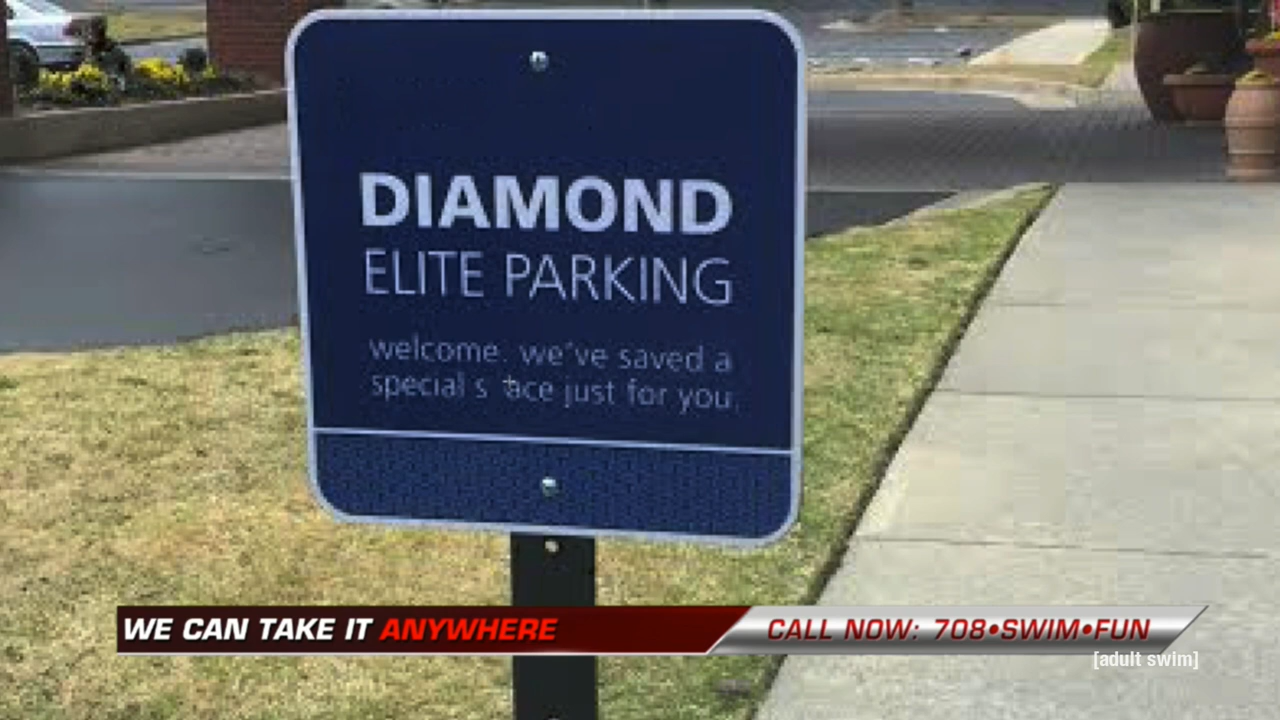 DIAMOND
ELITE PARKING
welcome. we've saved a
special s ace just for you.
WE CAN TAKE IT ANYWHERE
CALL NOW: 708•SWIM•FUN
[adult swim]